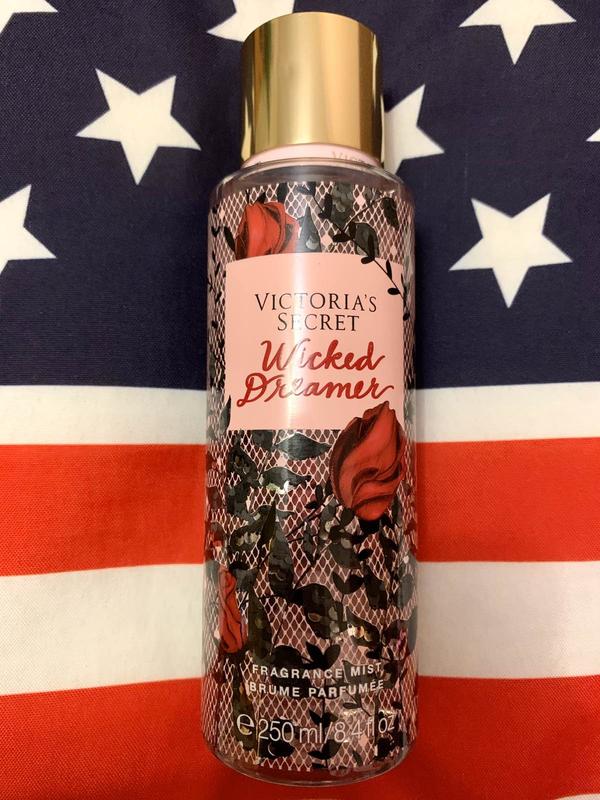 VICTORIA'S
SECRET
Wicked
Dreamer
FRAGRANCE MIST
BRUME PARFUMÉE
℮ 250 ml/8.4 fl oz